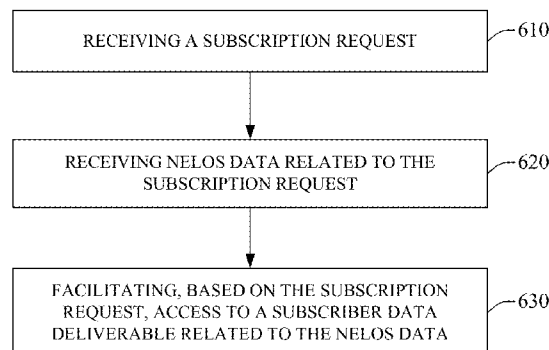 RECEIVING A SUBSCRIPTION REQUEST
610
RECEIVING NELOS DATA RELATED TO THE
SUBSCRIPTION REQUEST
620
FACILITATING, BASED ON THE SUBSCRIPTION
REQUEST, ACCESS TO A SUBSCRIBER DATA
DELIVERABLE RELATED TO THE NELOS DATA
630